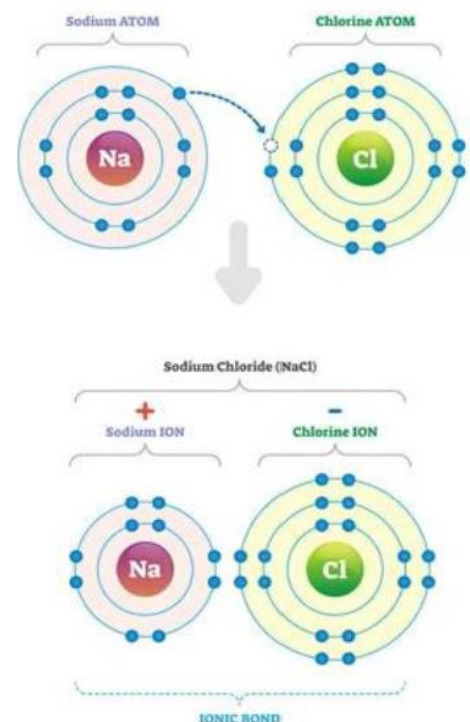 Sodium ATOM
Chlorine ATOM
Na
Cl
Sodium Chloride (NaCl)
+
-
Sodium ION
Chlorine ION
Na
Cl
IONIC BOND